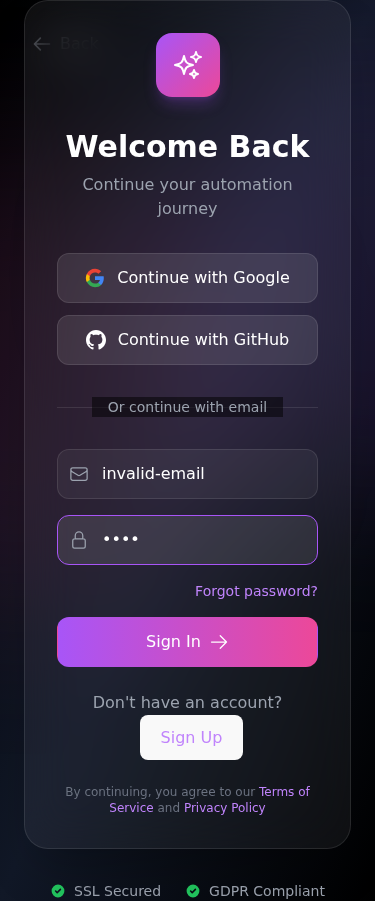 Back
Welcome Back
Continue your automation
journey
Continue with Google
Continue with GitHub
Or continue with email
invalid-email
••••
Forgot password?
Sign In
Don't have an account?
Sign Up
By continuing, you agree to our Terms of
Service and Privacy Policy
SSL Secured
GDPR Compliant